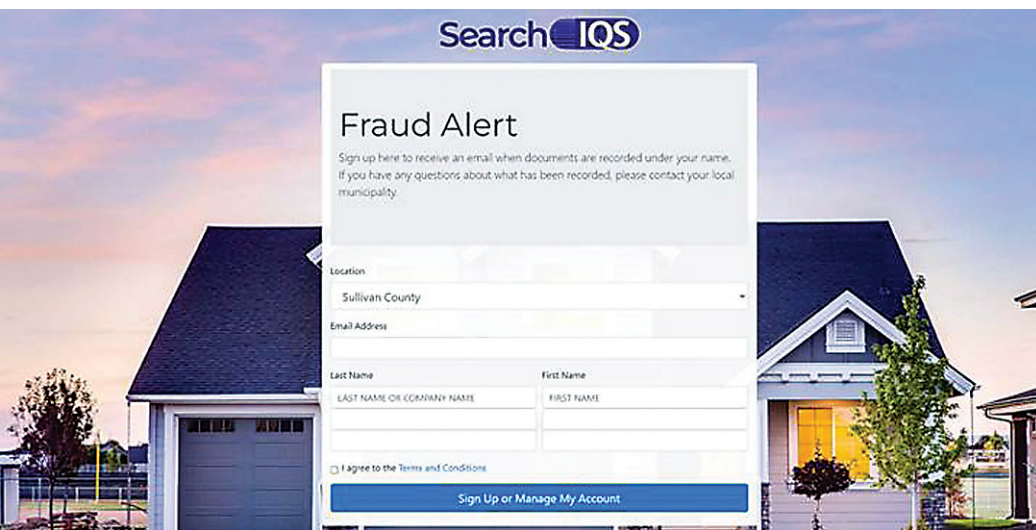 Search IQS
Fraud Alert
Sign up here to receive an email when documents are recorded under your name.
If you have any questions about what has been recorded, please contact your local
municipality.
Location
Sullivan County
Email Address
Last Name
First Name
LAST NAME OR COMPANY NAME
FIRST NAME
I agree to the Terms and Conditions
Sign Up or Manage My Account